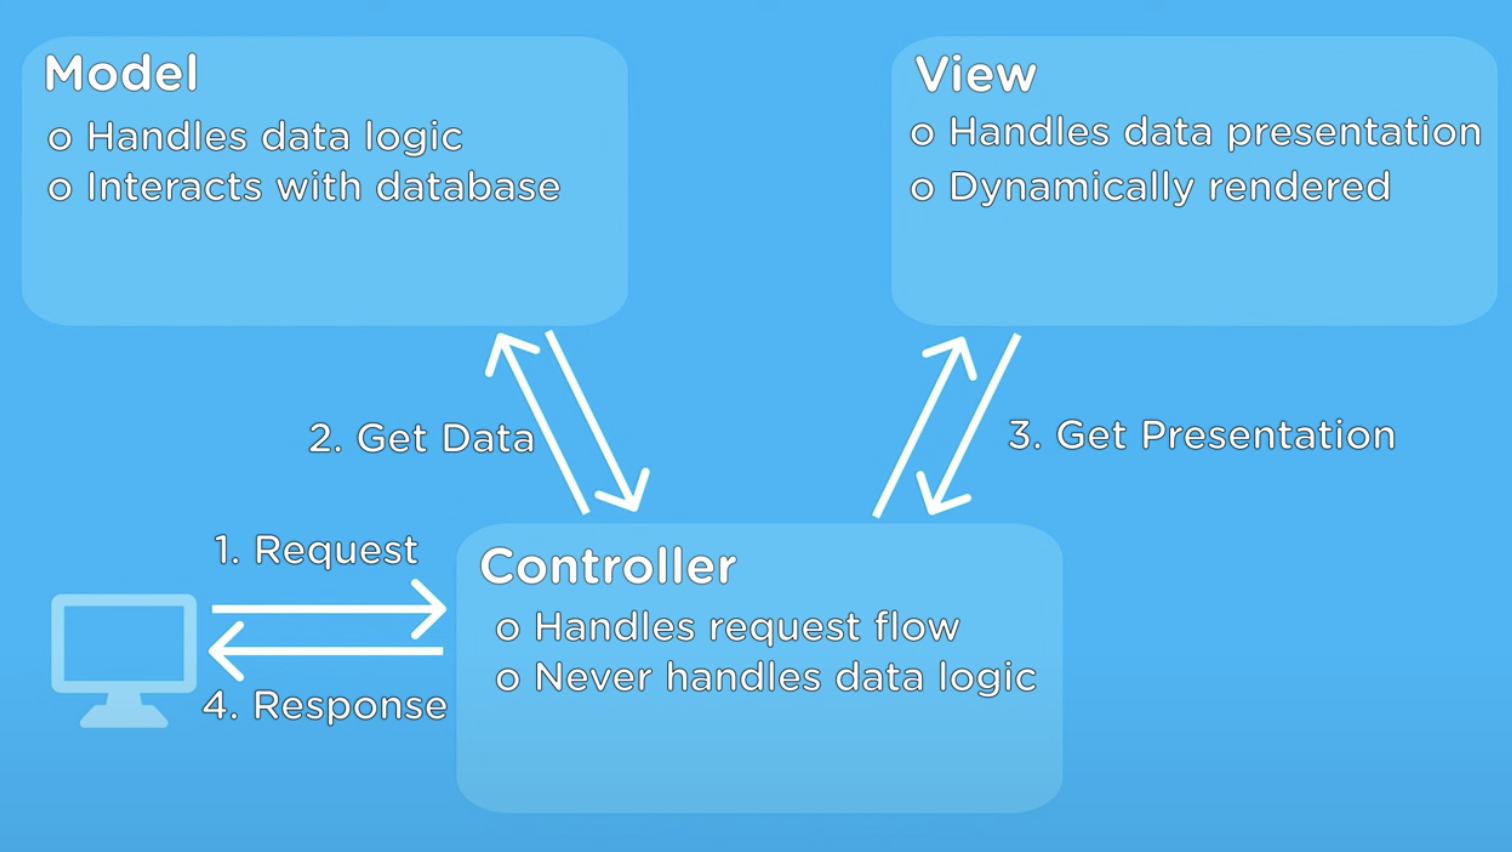 Model
o Handles data logic
o Interacts with database
View
o Handles data presentation
o Dynamically rendered
2. Get Data
3. Get Presentation
1. Request
4. Response
Controller
o Handles request flow
o Never handles data logic